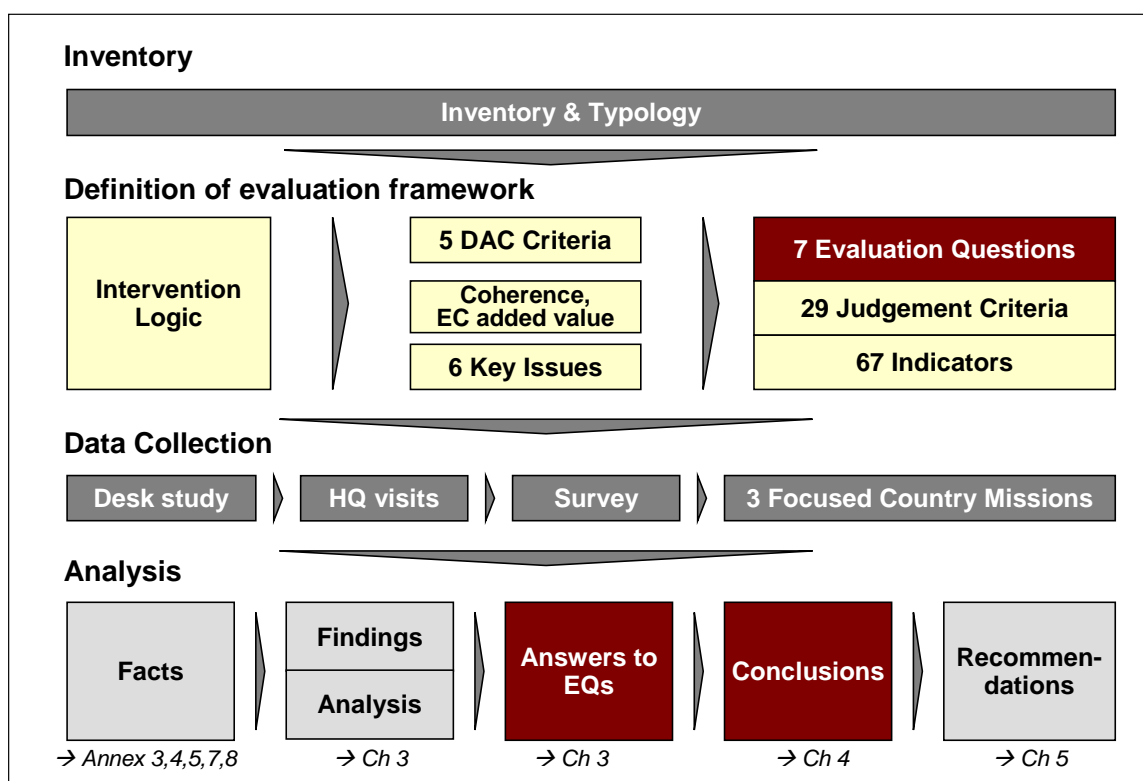 Inventory
Inventory & Typology
Definition of evaluation framework
Intervention
Logic
5 DAC Criteria
Coherence,
EC added value
6 Key Issues
7 Evaluation Questions
29 Judgement Criteria
67 Indicators
Data Collection
Desk study
HQ visits
Survey
3 Focused Country Missions
Analysis
Facts
Findings
Analysis
Answers to
EQs
Conclusions
Recommen-
dations
→ Annex 3,4,5,7,8
→ Ch 3
→ Ch 3
→ Ch 4
→ Ch 5